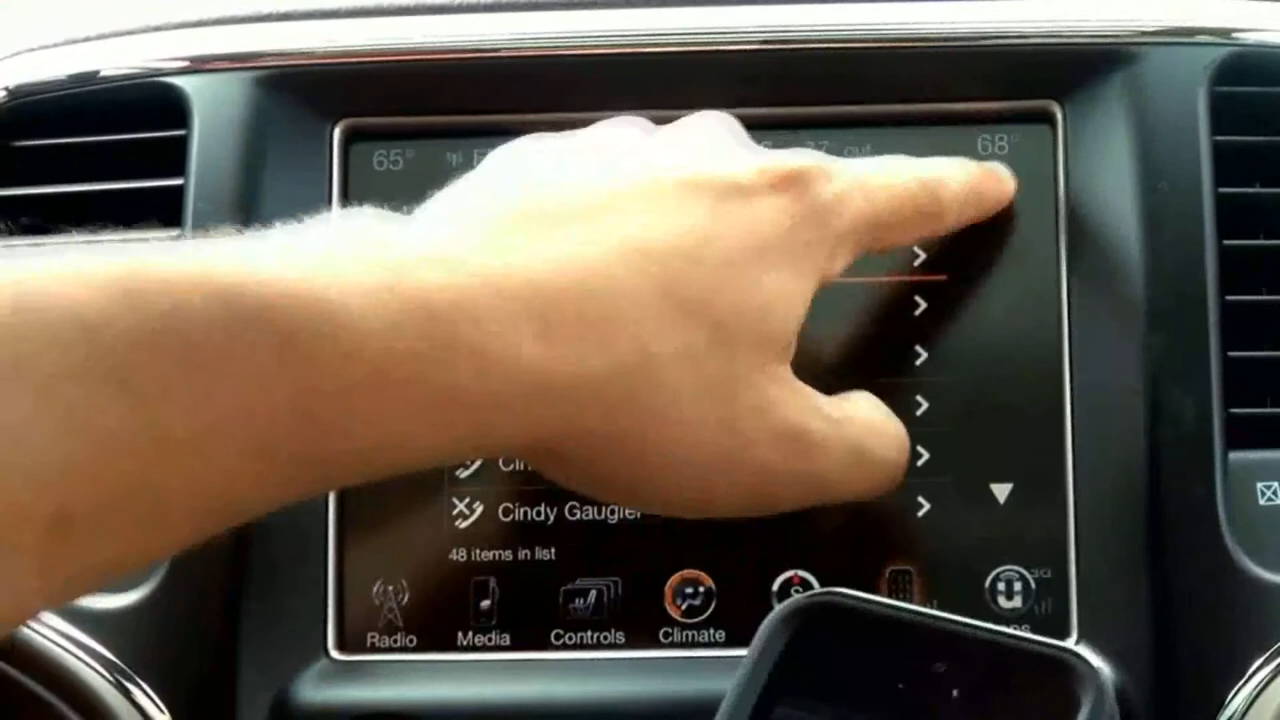 65° 68°
Cindy Gaugler
48 items in list
Radio Media Controls Climate